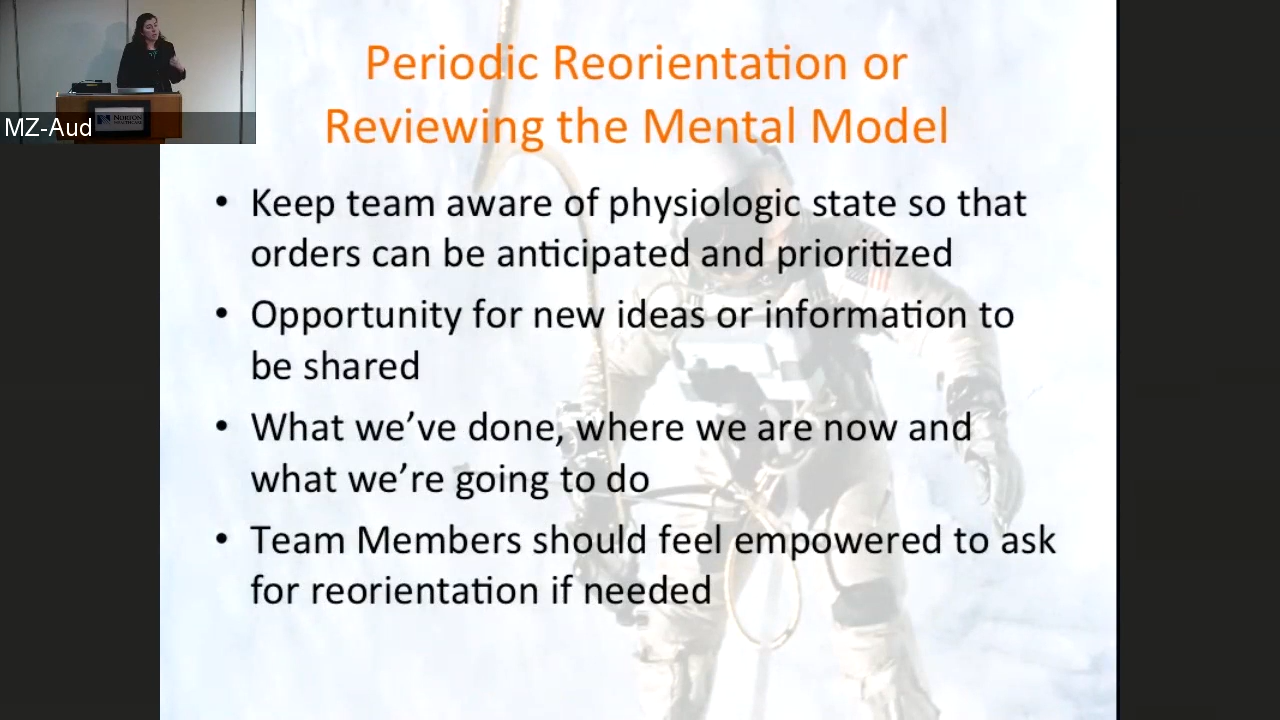 Periodic Reorientation or
Reviewing the Mental Model
MZ-Aud
NORTON
• Keep team aware of physiologic state so that
orders can be anticipated and prioritized
• Opportunity for new ideas or information to
be shared
• What we’ve done, where we are now and
what we’re going to do
• Team Members should feel empowered to ask
for reorientation if needed